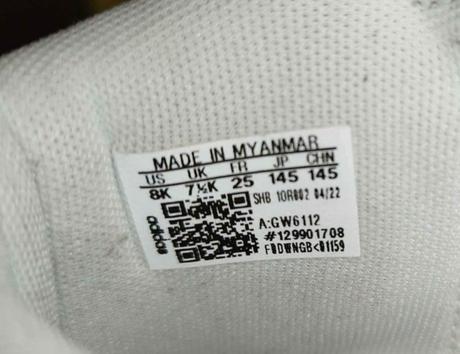 MADE IN MYANMAR
US UK FR JP CHN
8K 7½K 25 145 145
SHB 10R002 04/22
adidas
A:GW6112
#129901708
FDDWNGB<01159